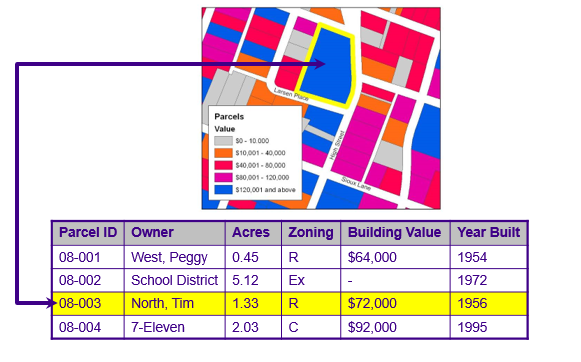 Larsen Place
High Street
Sioux Lane
Parcels
Value
$0 - 10.000
$10,001 - 40,000
$40,001 - 80,000
$80,001 - 120,000
$120,001 and above
Parcel ID Owner Acres Zoning Building Value Year Built
08-001 West, Peggy 0.45 R $64,000 1954
08-002 School District 5.12 Ex - 1972
08-003 North, Tim 1.33 R $72,000 1956
08-004 7-Eleven 2.03 C $92,000 1995